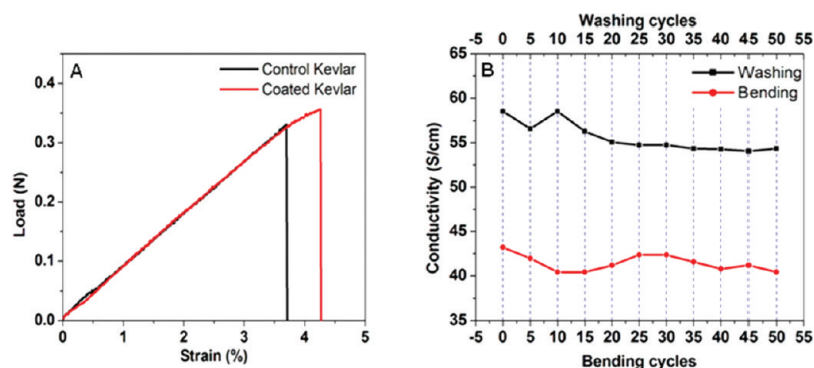 A
Control Kevlar
Coated Kevlar
0.4
0.3
0.2
0.1
0.0
Load (N)
0 1 2 3 4 5
Strain (%)
Washing cycles
-5 0 5 10 15 20 25 30 35 40 45 50 55
B
Washing
Bending
65
60
55
50
45
40
35
Conductivity (S/cm)
-5 0 5 10 15 20 25 30 35 40 45 50 55
Bending cycles